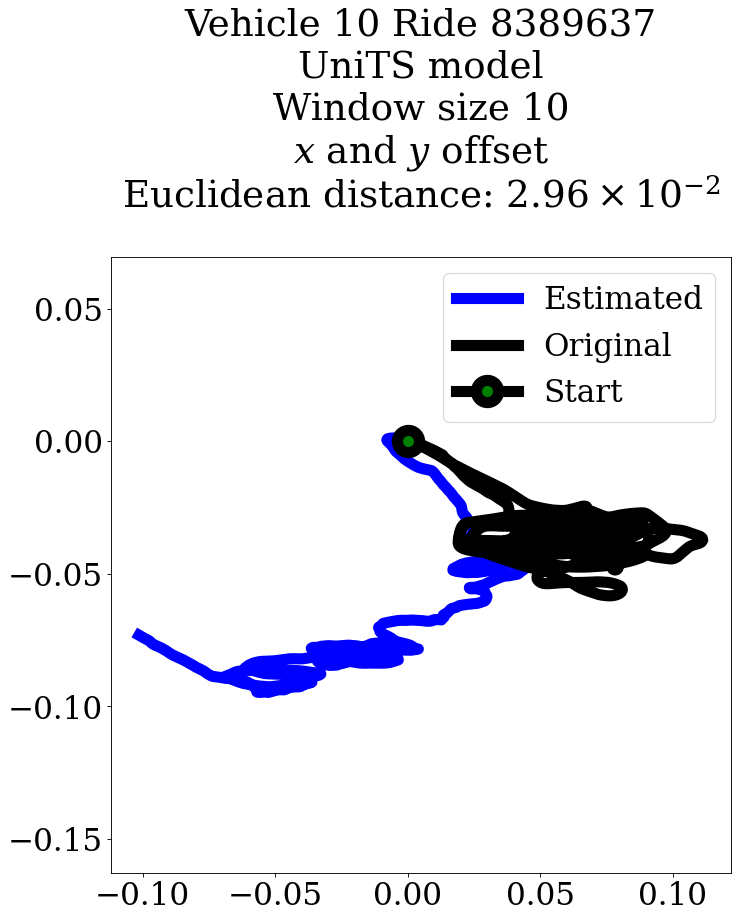 Vehicle 10 Ride 8389637
UniTS model
Window size 10
x and y offset
Euclidean distance: 2.96 × 10⁻²
Estimated
Original
Start
0.05
0.00
−0.05
−0.10
−0.15
−0.10 −0.05 0.00 0.05 0.10